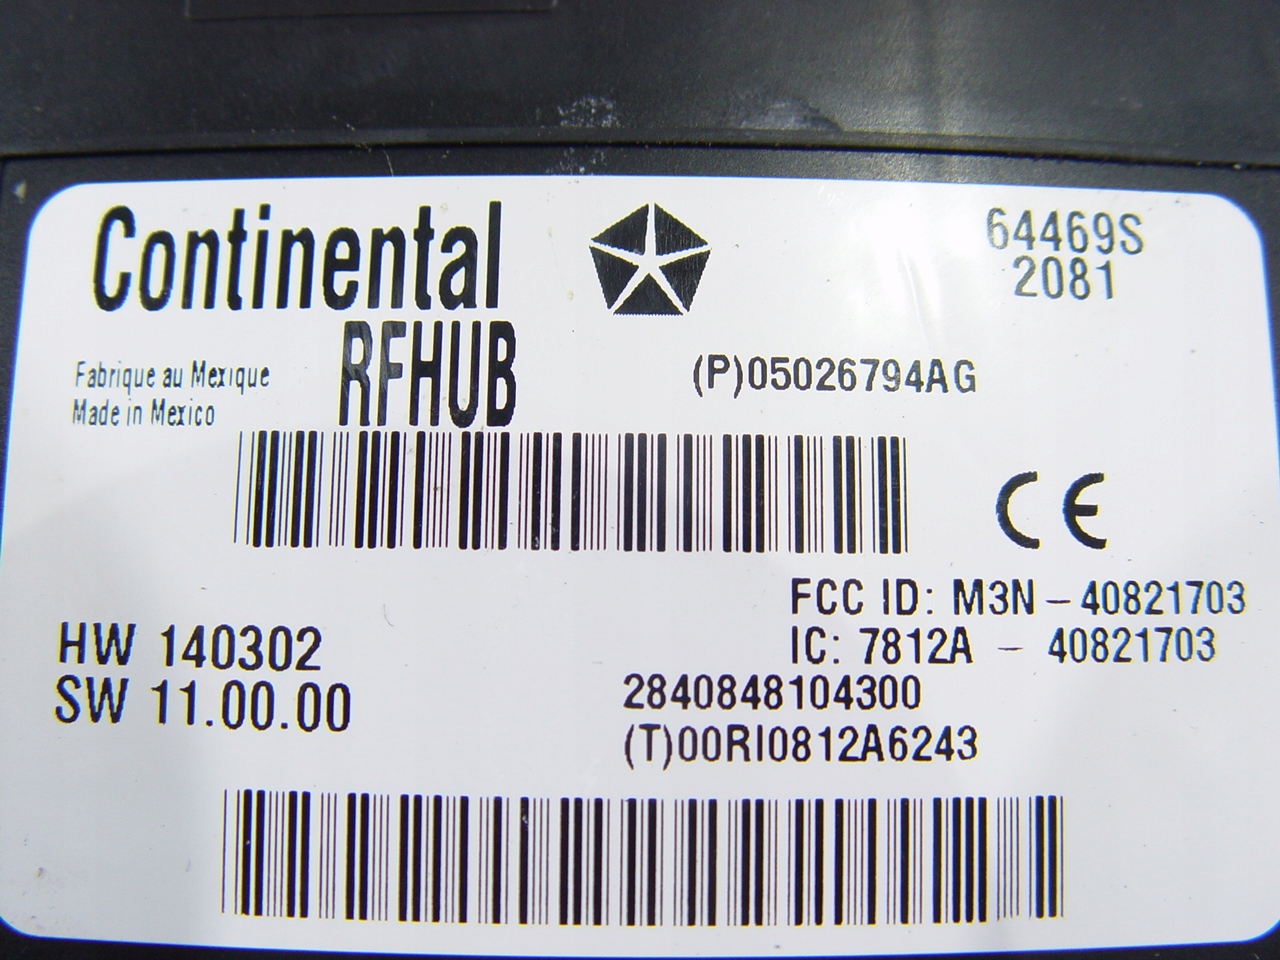 Continental
64469S
2081
RFHUB
Fabrique au Mexique
Made in Mexico
(P)05026794AG
CE
FCC ID: M3N-40821703
IC: 7812A - 40821703
HW 140302
SW 11.00.00
2840848104300
(T)00RI0812A6243